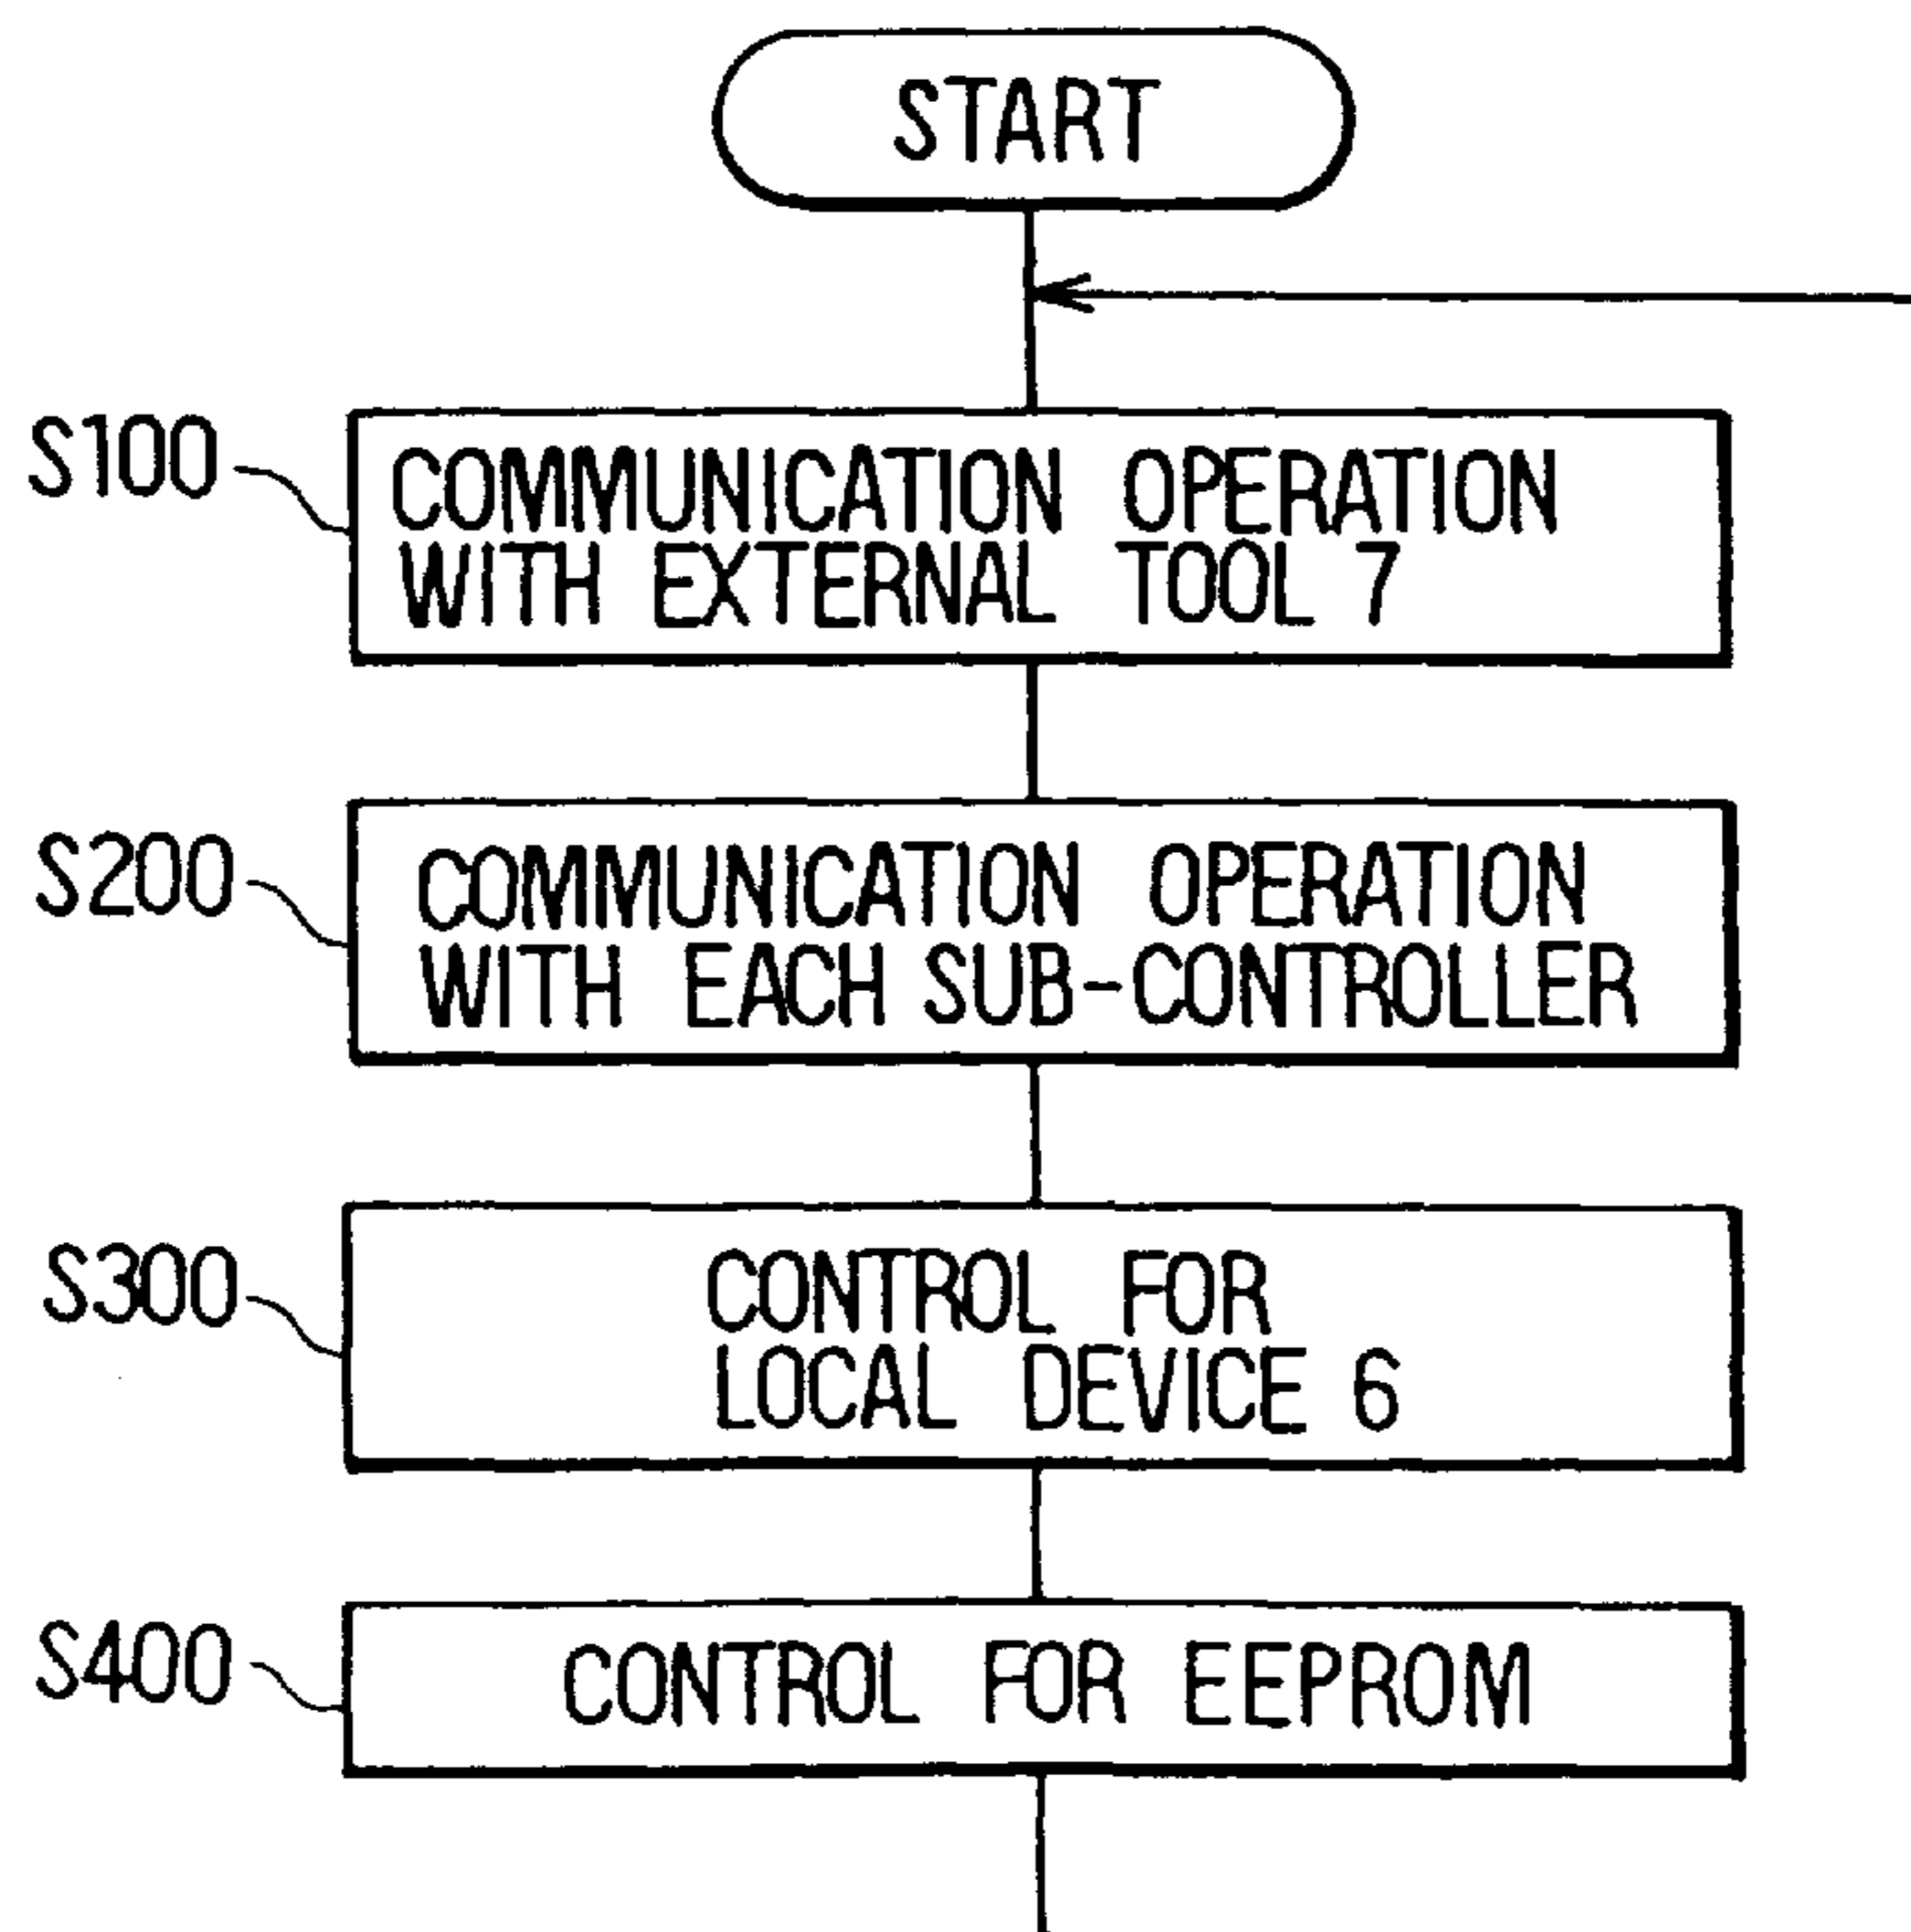 START
S100
COMMUNICATION OPERATION
WITH EXTERNAL TOOL 7
S200
COMMUNICATION OPERATION
WITH EACH SUB-CONTROLLER
S300
CONTROL FOR
LOCAL DEVICE 6
S400
CONTROL FOR EEPROM